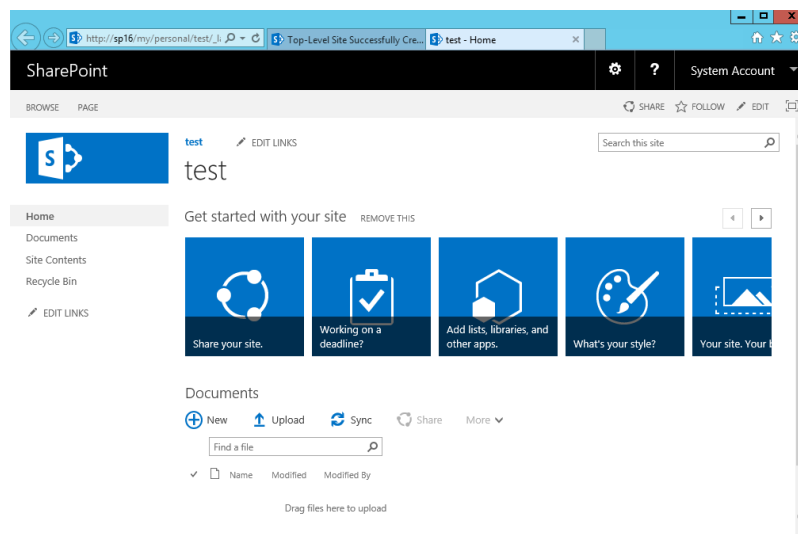 http://sp16/my/personal/test/_l
Top-Level Site Successfully Cre...
test - Home
SharePoint
?
System Account
BROWSE
PAGE
SHARE
FOLLOW
EDIT
S
test
EDIT LINKS
Search this site
test
Home
Documents
Site Contents
Recycle Bin
EDIT LINKS
Get started with your site
REMOVE THIS
Share your site.
Working on a
deadline?
Add lists, libraries, and
other apps.
What's your style?
Your site. Your
Documents
New
Upload
Sync
Share
More
Find a file
Name
Modified
Modified By
Drag files here to upload